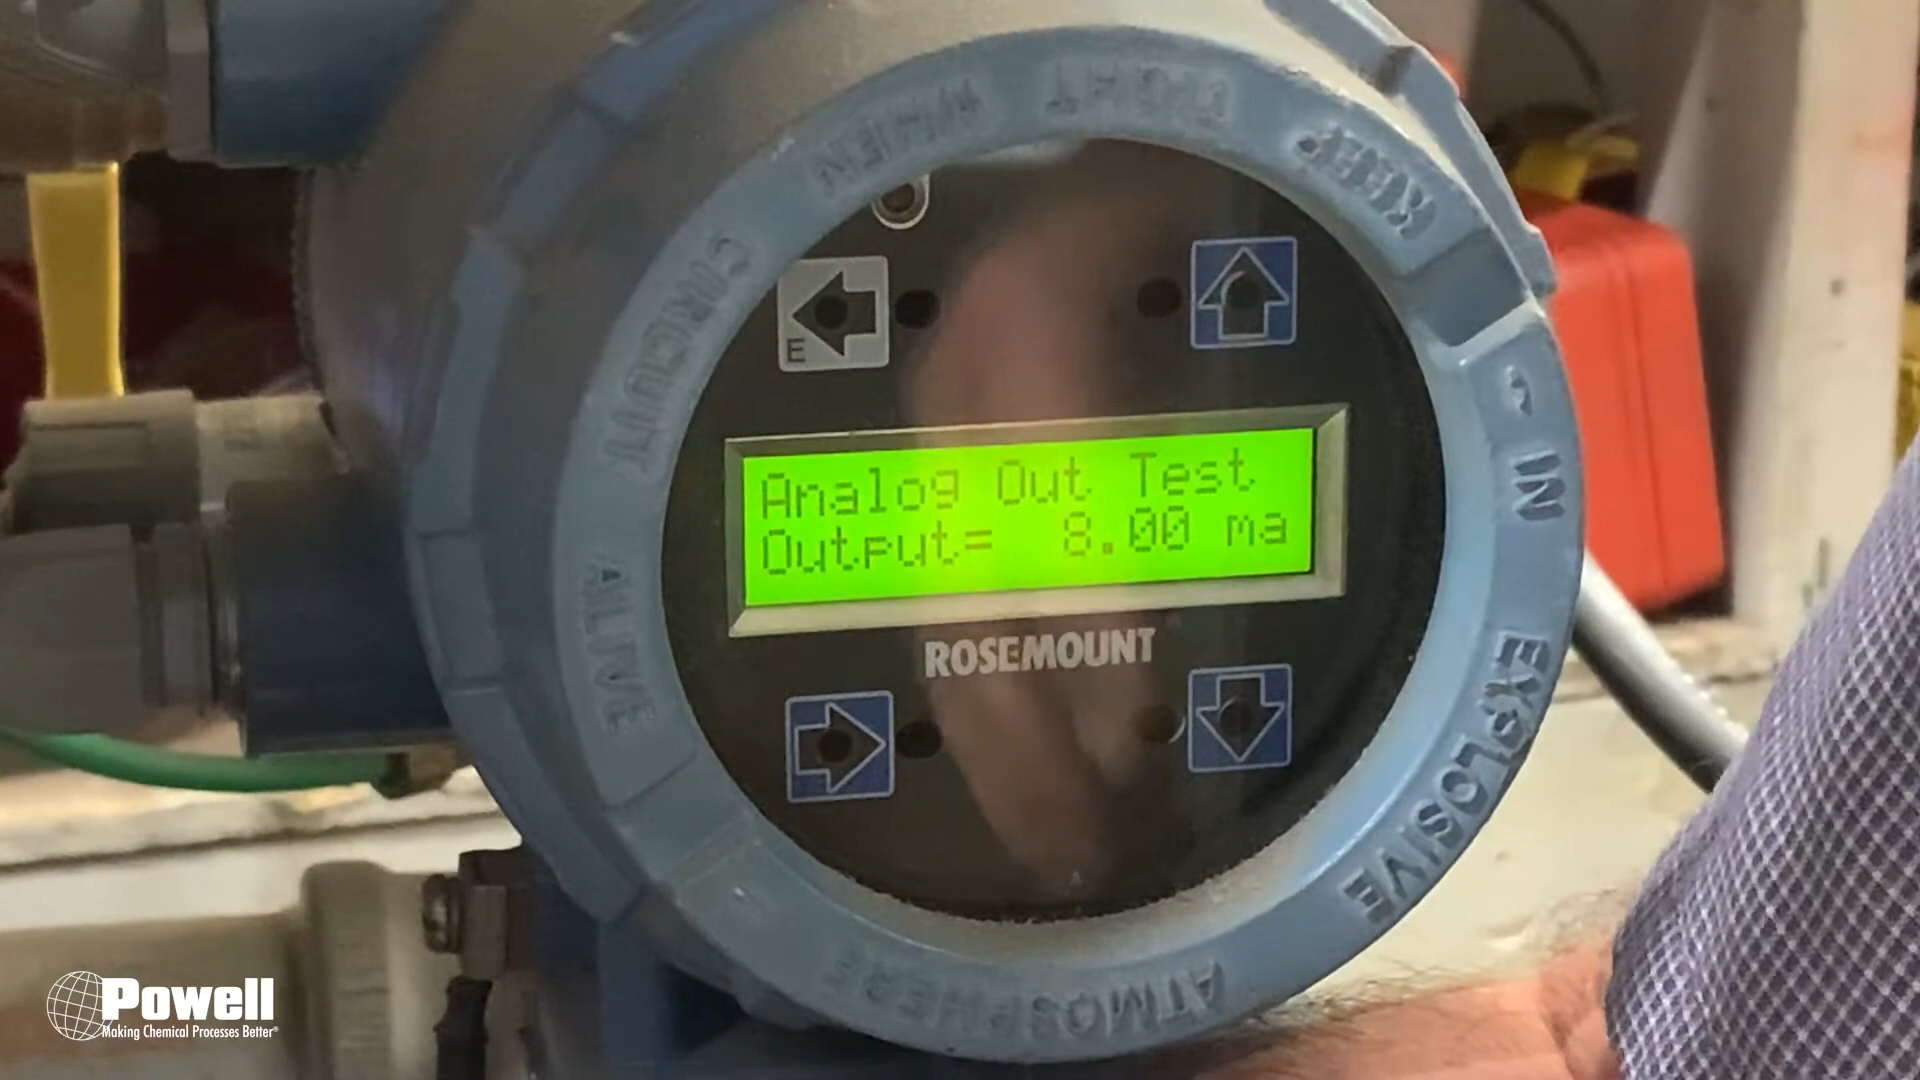 KEEP TIGHT WHEN CIRCUIT ALIVE
IN EXPLOSIVE ATMOSPHERE
E
Analog Out Test
Output= 8.00 ma
ROSEMOUNT
Powell
Making Chemical Processes Better®